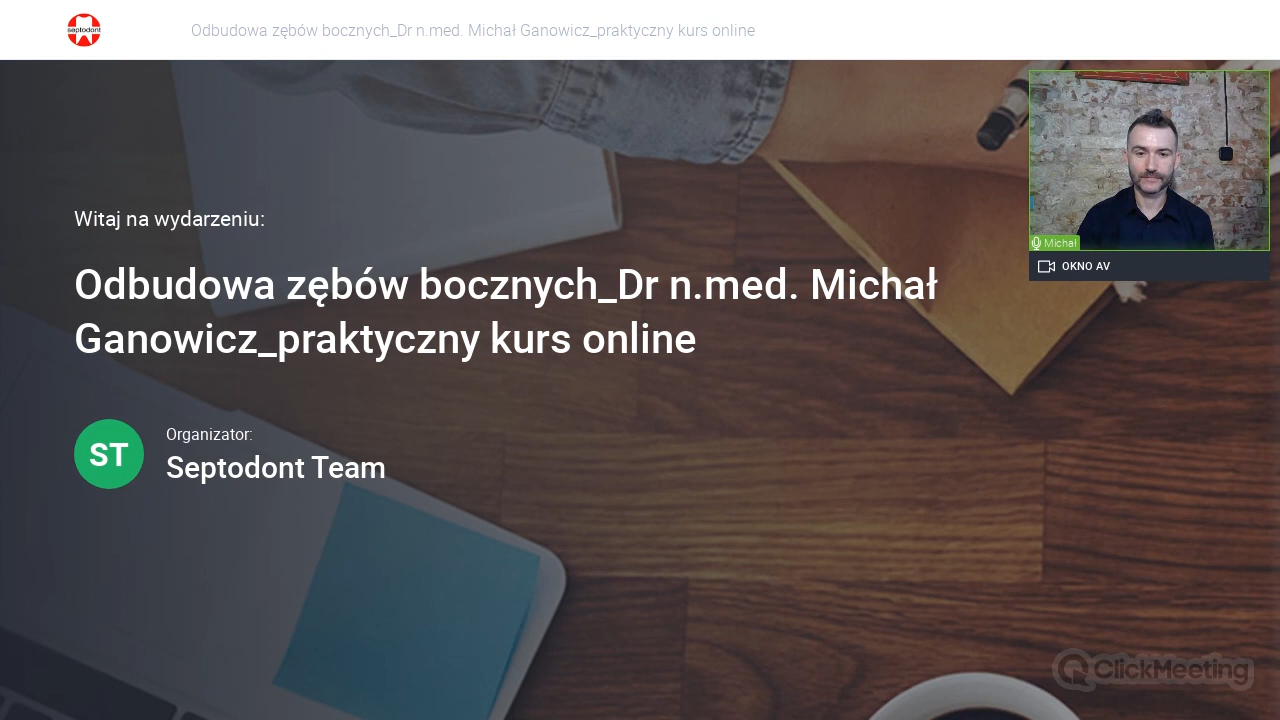 septodont
Odbudowa zębów bocznych_Dr n.med. Michał Ganowicz_praktyczny kurs online
Witaj na wydarzeniu:
Odbudowa zębów bocznych_Dr n.med. Michał
Ganowicz_praktyczny kurs online
ST
Organizator:
Septodont Team
Michał
OKNO AV
ClickMeeting